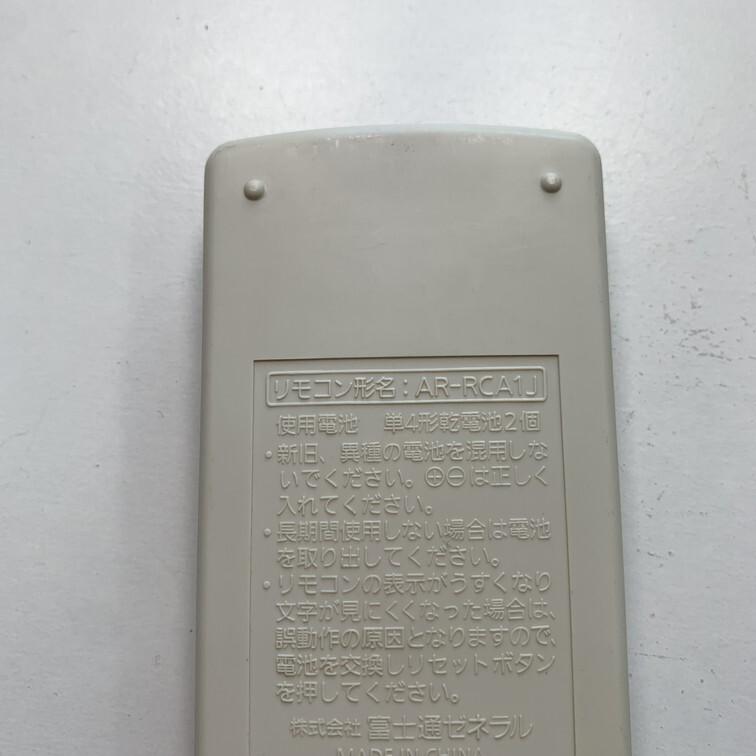 リモコン形名：AR-RCA1J
使用電池　単4形乾電池2個
・新旧、異種の電池を混用しな
いでください。⊕⊖は正しく
入れてください。
・長期間使用しない場合は電池
を取り出してください。
・リモコンの表示がうすくなり
文字が見にくくなった場合は、
誤動作の原因となりますので、
電池を交換しリセットボタン
を押してください。
株式会社 富士通ゼネラル
MADE IN CHINA